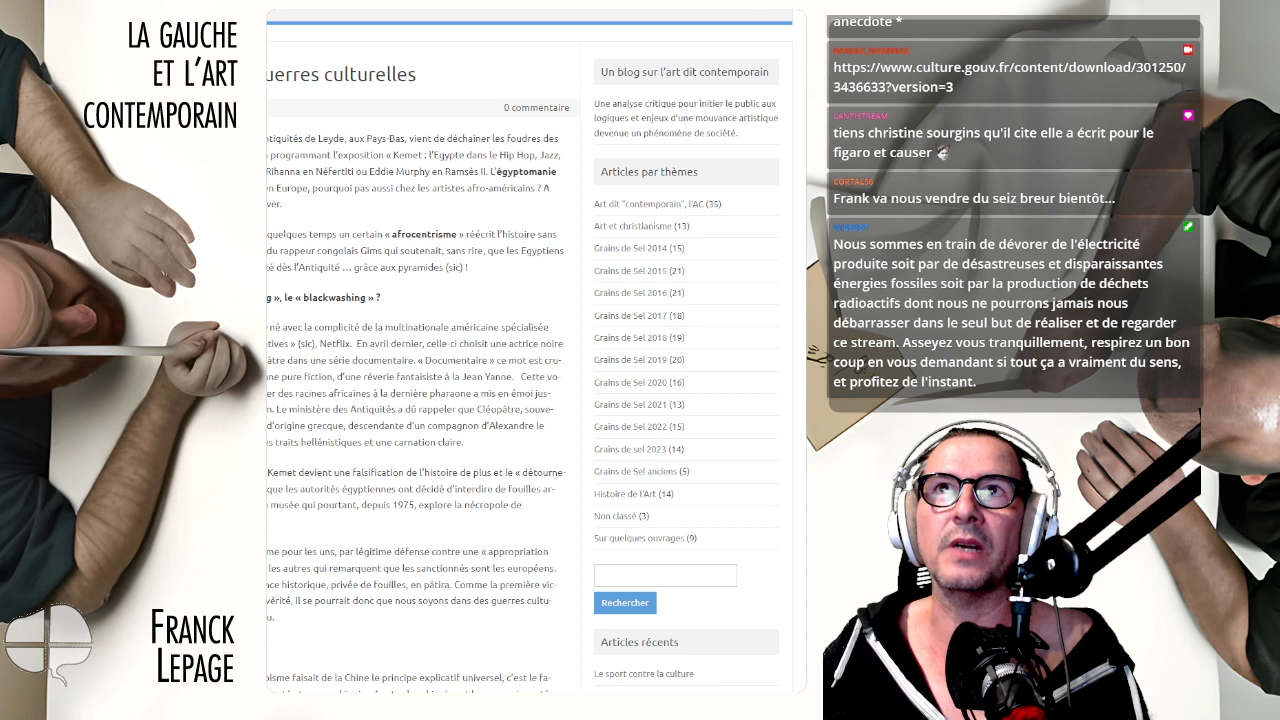 LA GAUCHE
ET L'ART
CONTEMPORAIN
FRANCK
LEPAGE
uerres culturelles
0 commentaire
ntiquités de Leyde, aux Pays-Bas, vient de déchaîner les foudres des
programmant l'exposition « Kemet : l'Egypte dans le Hip Hop, Jazz,
Rihanna en Néfertiti ou Eddie Murphy en Ramsès II. L'égyptomanie
en Europe, pourquoi pas aussi chez les artistes afro-américains ? A
ver.
quelques temps un certain « afrocentrisme » réécrit l'histoire sans
du rappeur congolais Gims qui soutenait, sans rire, que les Egyptiens
té dès l'Antiquité … grâce aux pyramides (sic) !
g », le « blackwashing » ?
né avec la complicité de la multinationale américaine spécialisée
atives » (sic), Netflix. En avril dernier, celle-ci choisit une actrice noire
âtre dans une série documentaire. « Documentaire » ce mot est cru-
ne pure fiction, d'une rêverie fantaisiste à la Jean Yanne. Cette vo-
er des racines africaines à la dernière pharaone a mis en émoi jus-
n. Le ministère des Antiquités a dû rappeler que Cléopâtre, souve-
d'origine grecque, descendante d'un compagnon d'Alexandre le
s traits hellénistiques et une carnation claire.
Kemet devient une falsification de l'histoire de plus et le « détourne-
que les autorités égyptiennes ont décidé d'interdire de fouilles ar-
musée qui pourtant, depuis 1975, explore la nécropole de
me pour les uns, par légitime défense contre une « appropriation
les autres qui remarquent que les sanctionnés sont les européens.
ce historique, privée de fouilles, en pâtira. Comme la première vic-
vérité, il se pourrait donc que nous soyons dans des guerres cultu-
u.
oisme faisait de la Chine le principe explicatif universel, c'est le fa-
Un blog sur l'art dit contemporain
Une analyse critique pour initier le public aux
logiques et enjeux d'une mouvance artistique
devenue un phénomène de société.
Articles par thèmes
Art dit "contemporain", l'AC (35)
Art et christianisme (13)
Grains de Sel 2014 (15)
Grains de Sel 2015 (21)
Grains de Sel 2016 (21)
Grains de Sel 2017 (18)
Grains de Sel 2018 (19)
Grains de Sel 2019 (20)
Grains de Sel 2020 (16)
Grains de Sel 2021 (13)
Grains de Sel 2022 (15)
Grains de sel 2023 (14)
Grains de Sel anciens (5)
Histoire de l'Art (14)
Non classé (3)
Sur quelques ouvrages (9)
Rechercher
Articles récents
Le sport contre la culture
anecdote *
https://www.culture.gouv.fr/content/download/301250/
3436633?version=3
LANTISTREAM
tiens christine sourgins qu'il cite elle a écrit pour le
figaro et causer
CORTAL56
Frank va nous vendre du seiz breur bientôt...
Nous sommes en train de dévorer de l'électricité
produite soit par de désastreuses et disparaissantes
énergies fossiles soit par la production de déchets
radioactifs dont nous ne pourrons jamais nous
débarrasser dans le seul but de réaliser et de regarder
ce stream. Asseyez vous tranquillement, respirez un bon
coup en vous demandant si tout ça a vraiment du sens,
et profitez de l'instant.